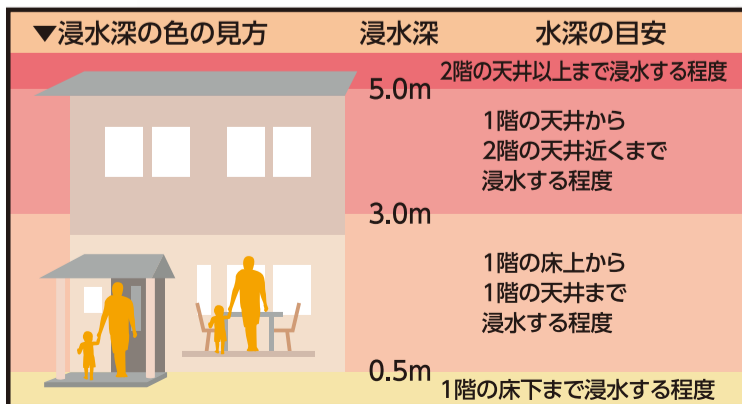 ▼浸水深の色の見方
浸水深
水深の目安
2階の天井以上まで浸水する程度
5.0m
1階の天井から
2階の天井近くまで
浸水する程度
3.0m
1階の床上から
1階の天井まで
浸水する程度
0.5m
1階の床下まで浸水する程度